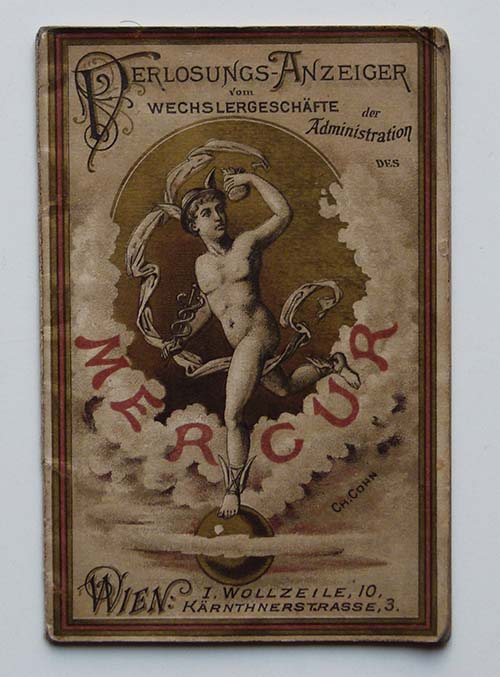 VERLOSUNGS-ANZEIGER
vom
WECHSLERGESCHÄFTE
der
Administration
DES
MERCUR
CH. COHN
WIEN: I. WOLLZEILE, 10,
KÄRNTHNERSTRASSE, 3.